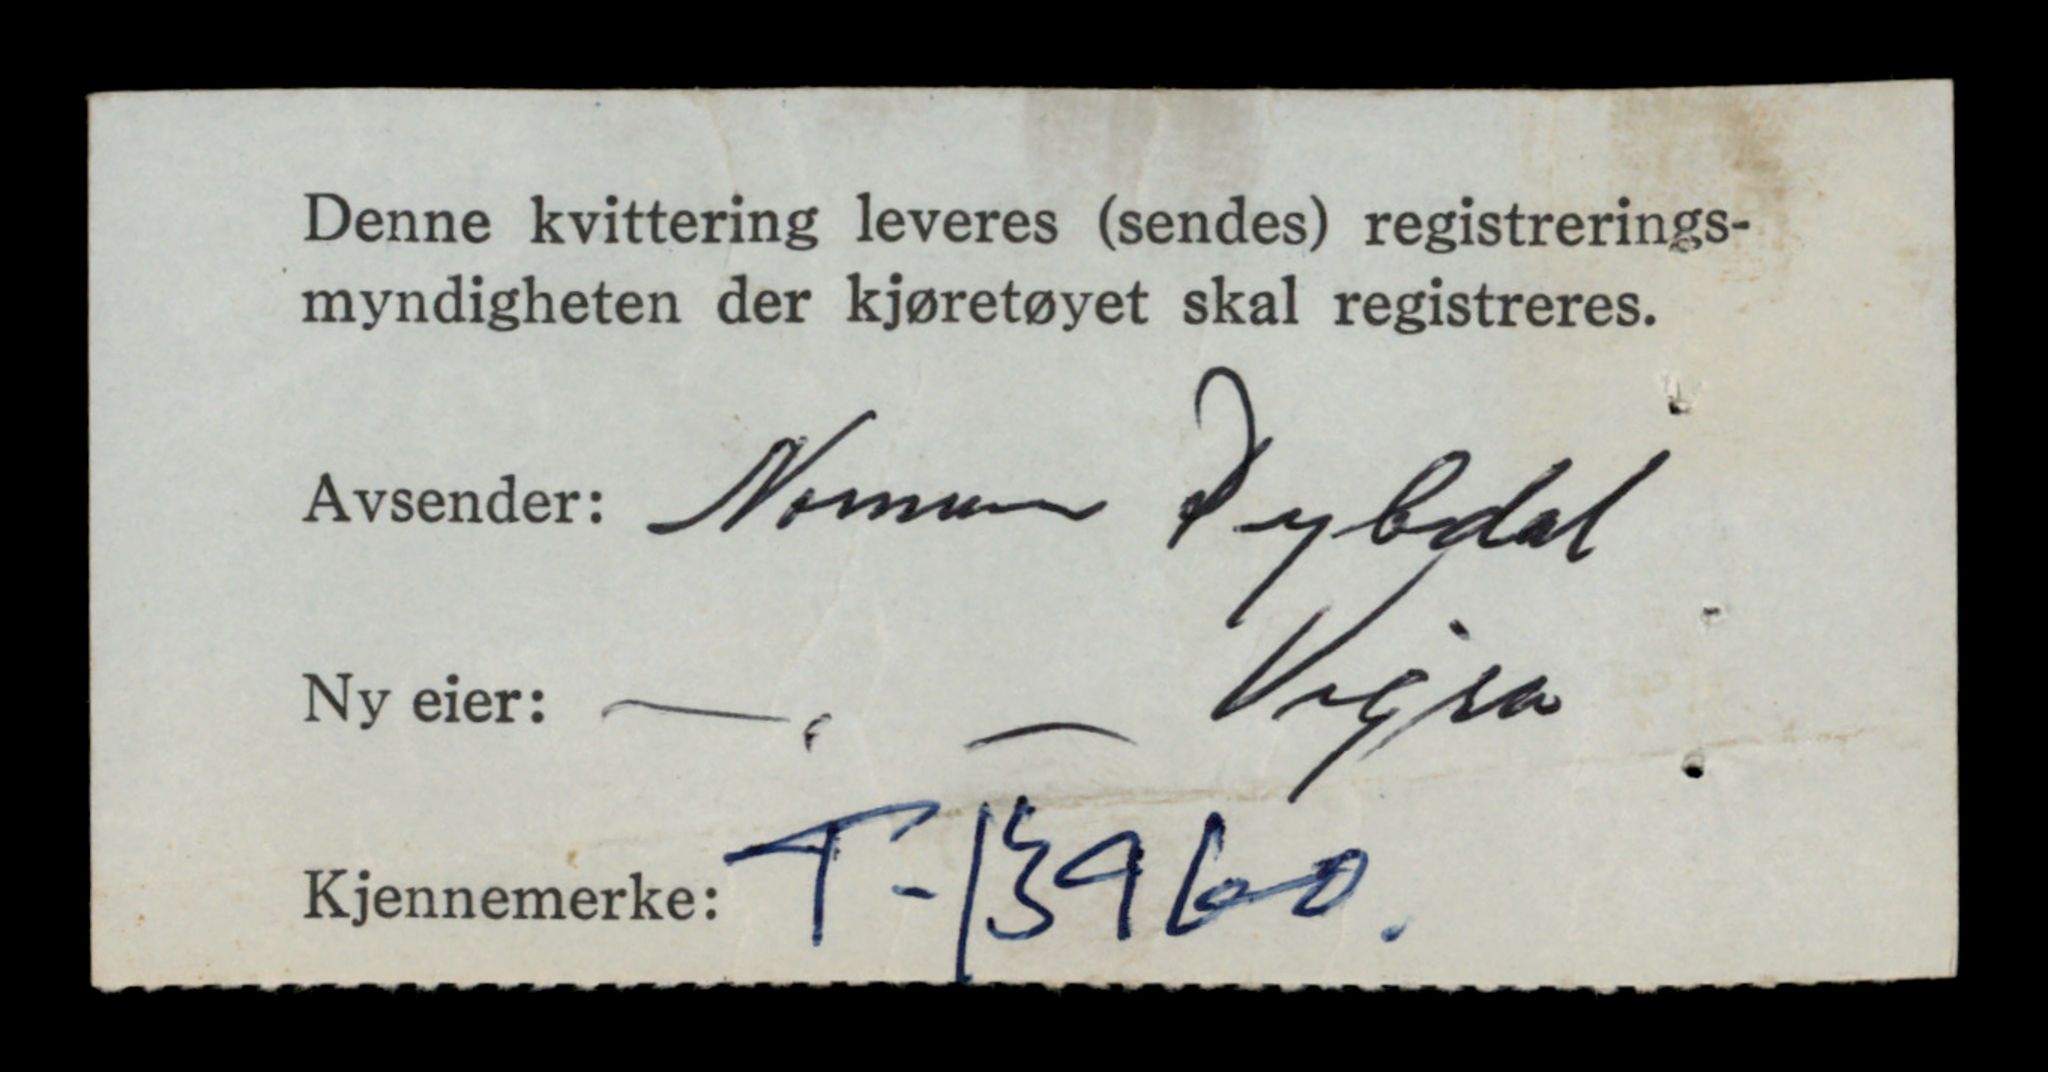 Denne kvittering leveres (sendes) registrerings-
myndigheten der kjøretøyet skal registreres.
Avsender: Norman Dybdal
Ny eier: — , — Vigra
Kjennemerke: T-13960.